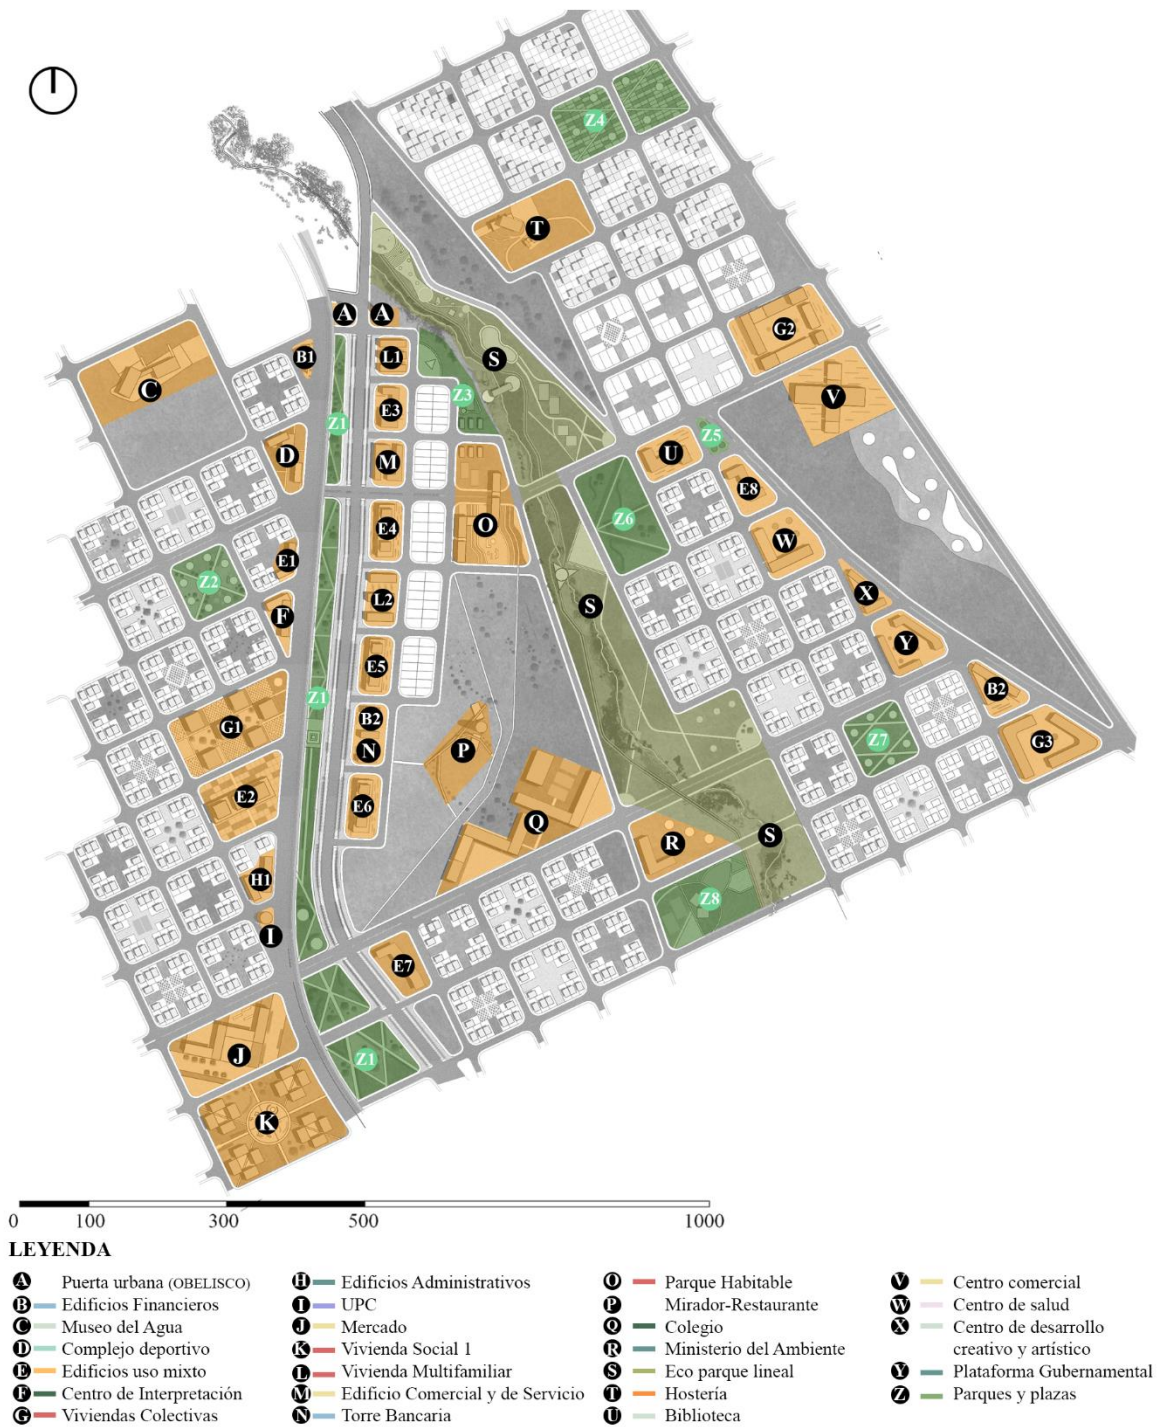 Z4
T
A
A
G2
B1
L1
S
C
Z3
V
Z1
E3
D
M
U
Z5
E8
O
Z6
E4
W
E1
Z2
L2
X
F
S
Y
E5
Z1
B2
B2
G1
N
P
Z7
G3
E2
E6
Q
R
S
H1
Z8
I
E7
J
Z1
K
0 100 300 500 1000
LEYENDA
A Puerta urbana (OBELISCO)
B Edificios Financieros
C Museo del Agua
D Complejo deportivo
E Edificios uso mixto
F Centro de Interpretación
G Viviendas Colectivas
H Edificios Administrativos
I UPC
J Mercado
K Vivienda Social 1
L Vivienda Multifamiliar
M Edificio Comercial y de Servicio
N Torre Bancaria
O Parque Habitable
P Mirador-Restaurante
Q Colegio
R Ministerio del Ambiente
S Eco parque lineal
T Hostería
U Biblioteca
V Centro comercial
W Centro de salud
X Centro de desarrollo
creativo y artístico
Y Plataforma Gubernamental
Z Parques y plazas